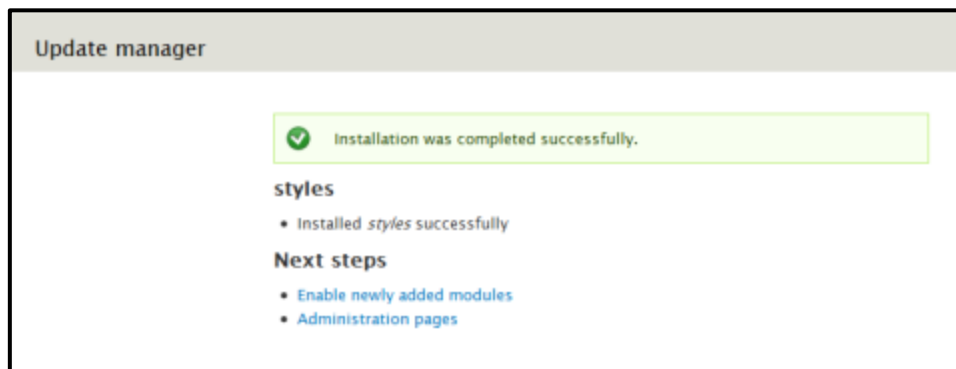 Update manager
Installation was completed successfully.
styles
Installed styles successfully
Next steps
Enable newly added modules
Administration pages